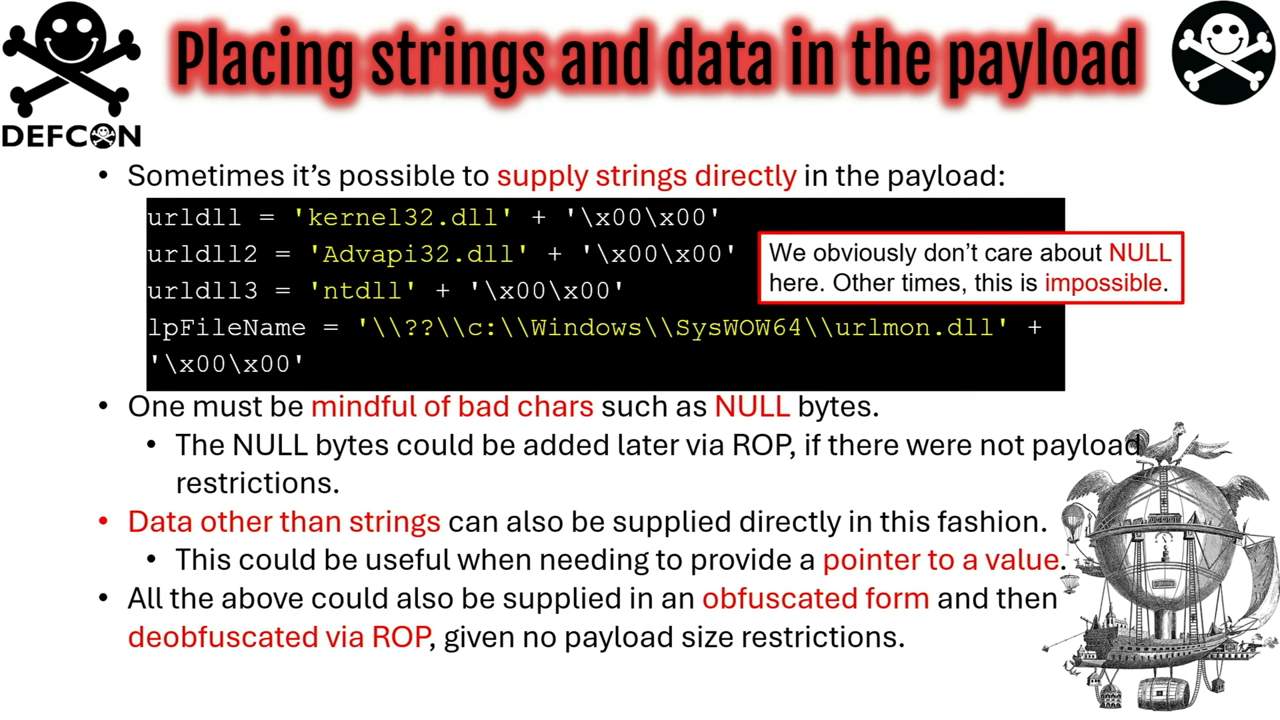 Placing strings and data in the payload
DEFCON
• Sometimes it’s possible to supply strings directly in the payload:
urldll = 'kernel32.dll' + '\x00\x00'
urldll2 = 'Advapi32.dll' + '\x00\x00'
urldll3 = 'ntdll' + '\x00\x00'
lpFileName = '\\??\\c:\\Windows\\SysWOW64\\urlmon.dll' +
'\x00\x00'
We obviously don’t care about NULL
here. Other times, this is impossible.
• One must be mindful of bad chars such as NULL bytes.
• The NULL bytes could be added later via ROP, if there were not payload
restrictions.
• Data other than strings can also be supplied directly in this fashion.
• This could be useful when needing to provide a pointer to a value.
• All the above could also be supplied in an obfuscated form and then
deobfuscated via ROP, given no payload size restrictions.